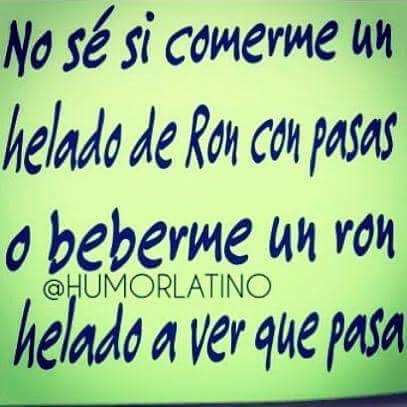 No sé si comerme un
helado de Ron con pasas
o beberme un ron
@HUMORLATINO
helado a ver que pasa